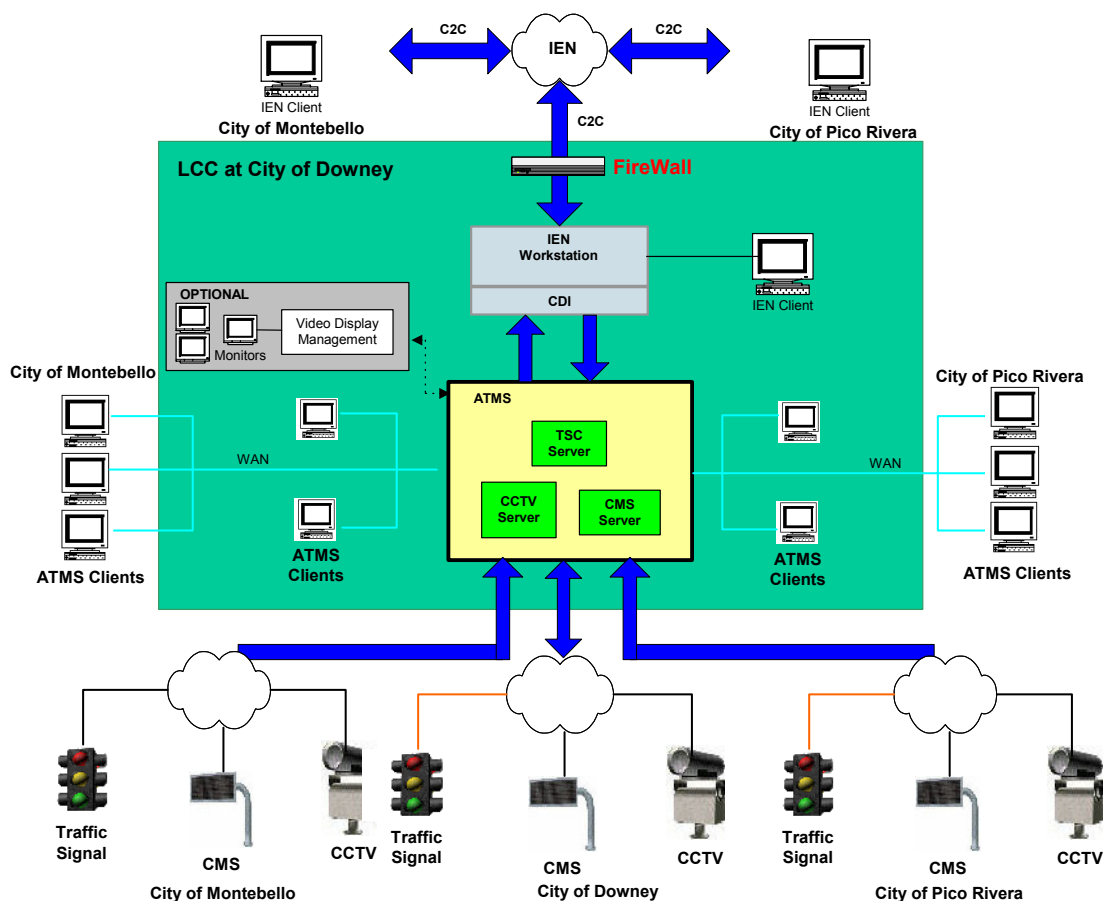 C2C
IEN
C2C
IEN Client
City of Montebello
IEN Client
City of Pico Rivera
C2C
LCC at City of Downey
FireWall
IEN
Workstation
CDI
IEN Client
OPTIONAL
Monitors
Video Display
Management
City of Montebello
ATMS Clients
WAN
ATMS
Clients
ATMS
TSC
Server
CCTV
Server
CMS
Server
ATMS
Clients
WAN
City of Pico Rivera
ATMS Clients
Traffic
Signal
CMS
CCTV
City of Montebello
Traffic
Signal
CMS
CCTV
City of Downey
Traffic
Signal
CMS
CCTV
City of Pico Rivera